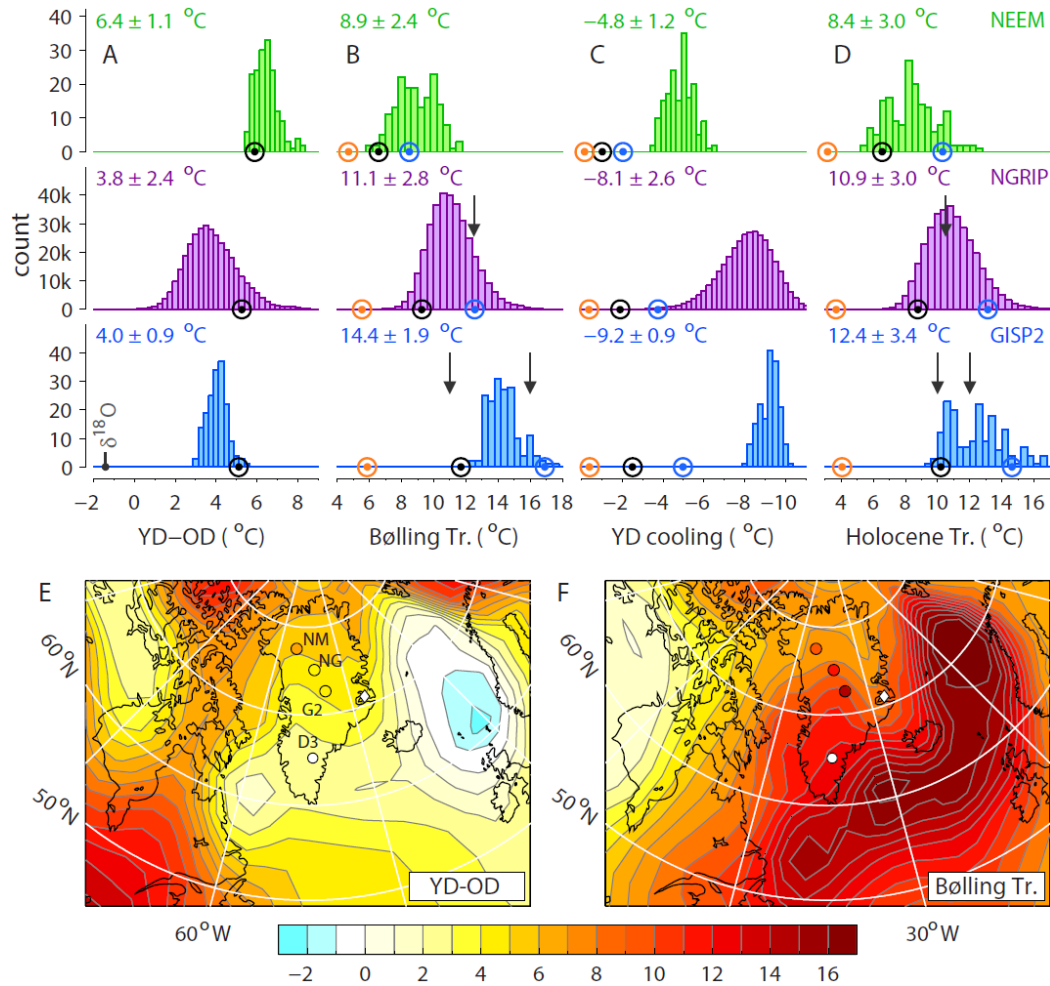 6.4 ± 1.1 °C 8.9 ± 2.4 °C −4.8 ± 1.2 °C 8.4 ± 3.0 °C NEEM
A B C D
40
30
20
10
0
3.8 ± 2.4 °C 11.1 ± 2.8 °C −8.1 ± 2.6 °C 10.9 ± 3.0 °C NGRIP
count
40k
30k
20k
10k
0
4.0 ± 0.9 °C 14.4 ± 1.9 °C −9.2 ± 0.9 °C 12.4 ± 3.4 °C GISP2
40
30
20
10
0
δ18O
−2 0 2 4 6 8 4 6 8 10 12 14 16 18 −2 −4 −6 −8 −10 4 6 8 10 12 14 16
YD−OD (°C) Bølling Tr. (°C) YD cooling (°C) Holocene Tr. (°C)
E F
NM
NG
G2
D3
60°N 60°N
50°N 50°N
YD-OD Bølling Tr.
60°W 30°W
−2 0 2 4 6 8 10 12 14 16